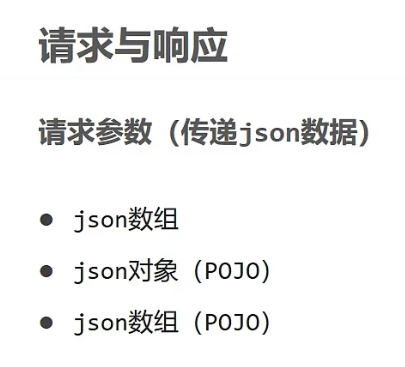 请求与响应
请求参数（传递json数据）
● json数组
● json对象（POJO）
● json数组（POJO）